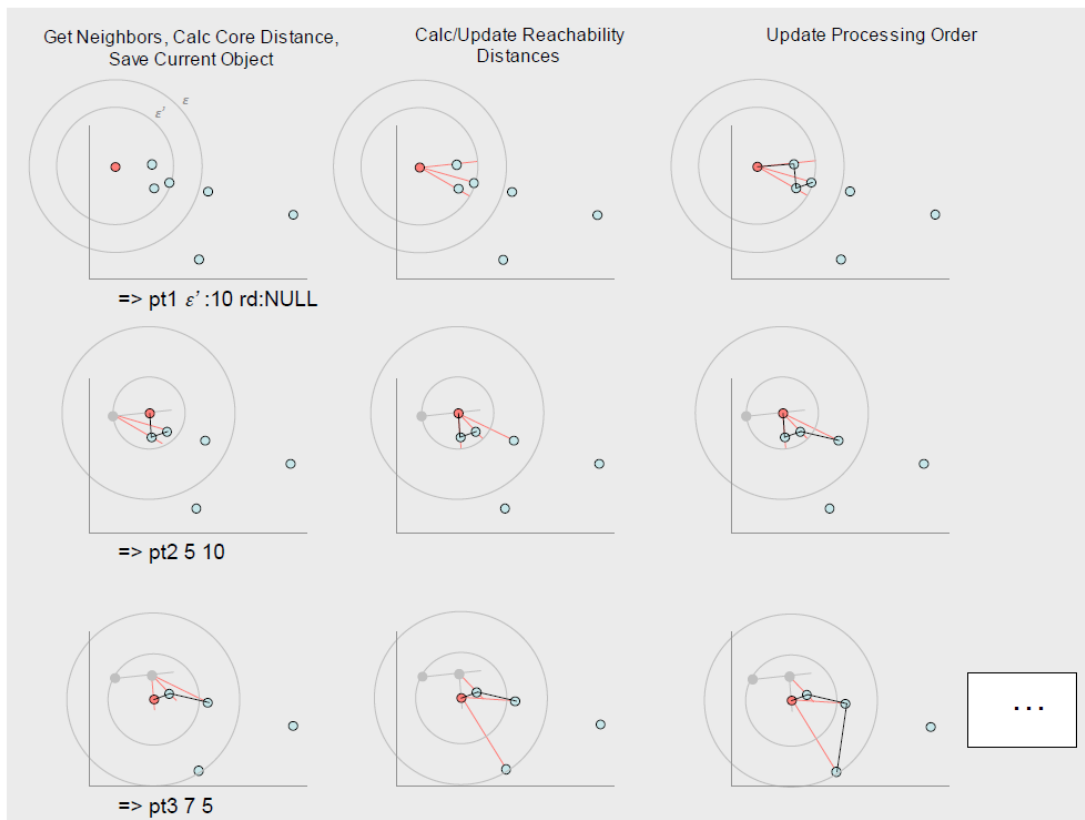 Get Neighbors, Calc Core Distance,
Save Current Object
Calc/Update Reachability
Distances
Update Processing Order
ε
ε'
=> pt1 ε' :10 rd:NULL
=> pt2 5 10
=> pt3 7 5
...